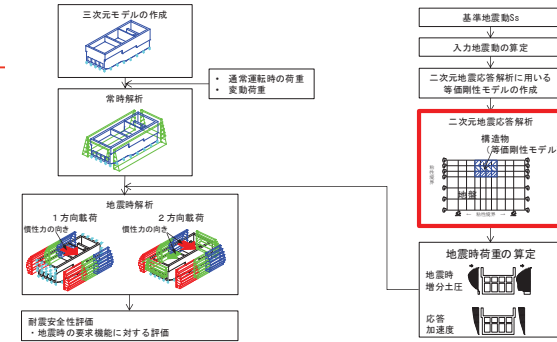 三次元モデルの作成
・ 通常運転時の荷重
・ 変動荷重
常時解析
地震時解析
1方向載荷
慣性力の向き
2方向載荷
慣性力の向き
耐震安全性評価
・地震時の要求機能に対する評価
基準地震動Ss
入力地震動の算定
二次元地震応答解析に用いる
等価剛性モデルの作成
二次元地震応答解析
構造物
(等価剛性モデル
地盤
粘性境界
← 粘性境界 →
地震時荷重の算定
地震時
増分土圧
応答
加速度